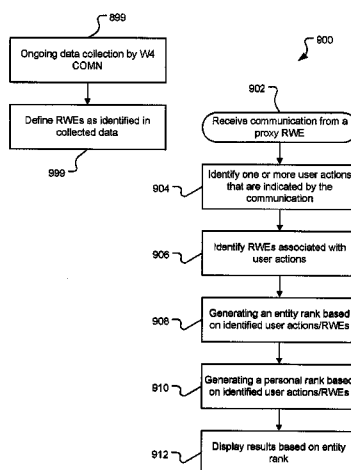 899
Ongoing data collection by W4
COMN
Define RWEs as identified in
collected data
999
900
902
Receive communication from a
proxy RWE
904
Identify one or more user actions
that are indicated by the
communication
906
Identify RWEs associated with
user actions
908
Generating an entity rank based
on identified user actions/RWEs
910
Generating a personal rank based
on identified user actions/RWEs
912
Display results based on entity
rank